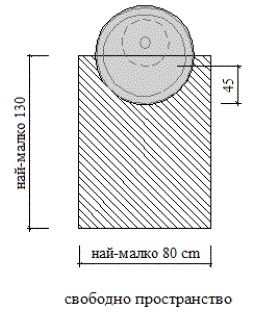 45
най-малко 130
най-малко 80 cm
свободно пространство